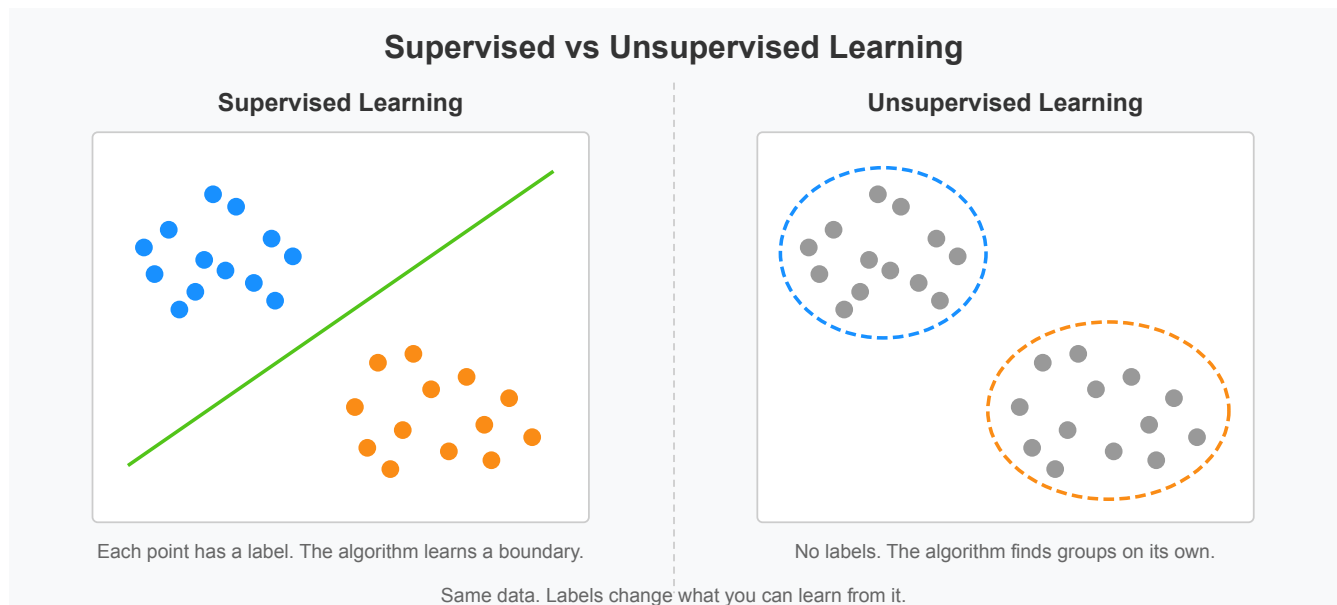 Supervised vs Unsupervised Learning
Supervised Learning
Unsupervised Learning
Each point has a label. The algorithm learns a boundary.
No labels. The algorithm finds groups on its own.
Same data. Labels change what you can learn from it.